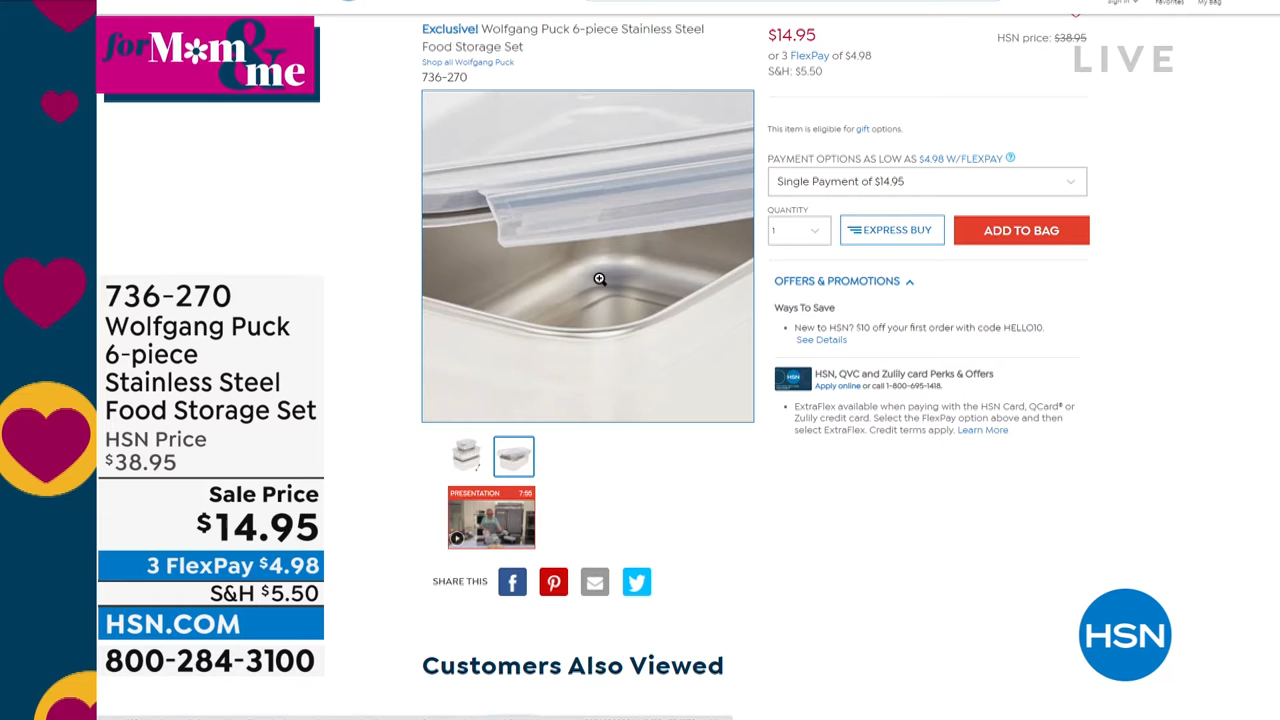 for Mom & me
736-270
Wolfgang Puck
6-piece
Stainless Steel
Food Storage Set
HSN Price
$38.95
Sale Price
$14.95
3 FlexPay $4.98
S&H $5.50
HSN.COM
800-284-3100
Sign In
Favorites
My Bag
Exclusive! Wolfgang Puck 6-piece Stainless Steel
Food Storage Set
Shop all Wolfgang Puck
736-270
$14.95
HSN price: $38.95
or 3 FlexPay of $4.98
S&H: $5.50
LIVE
This item is eligible for gift options.
PAYMENT OPTIONS AS LOW AS $4.98 W/FLEXPAY ?
Single Payment of $14.95
QUANTITY
1
EXPRESS BUY
ADD TO BAG
OFFERS & PROMOTIONS
Ways To Save
• New to HSN? $10 off your first order with code HELLO10.
See Details
HSN
HSN, QVC and Zulily card Perks & Offers
Apply online or call 1-800-695-1418.
• ExtraFlex available when paying with the HSN Card, QCard® or
Zulily credit card. Select the FlexPay option above and then
select ExtraFlex. Credit terms apply. Learn More
PRESENTATION 7:55
SHARE THIS
HSN
Customers Also Viewed